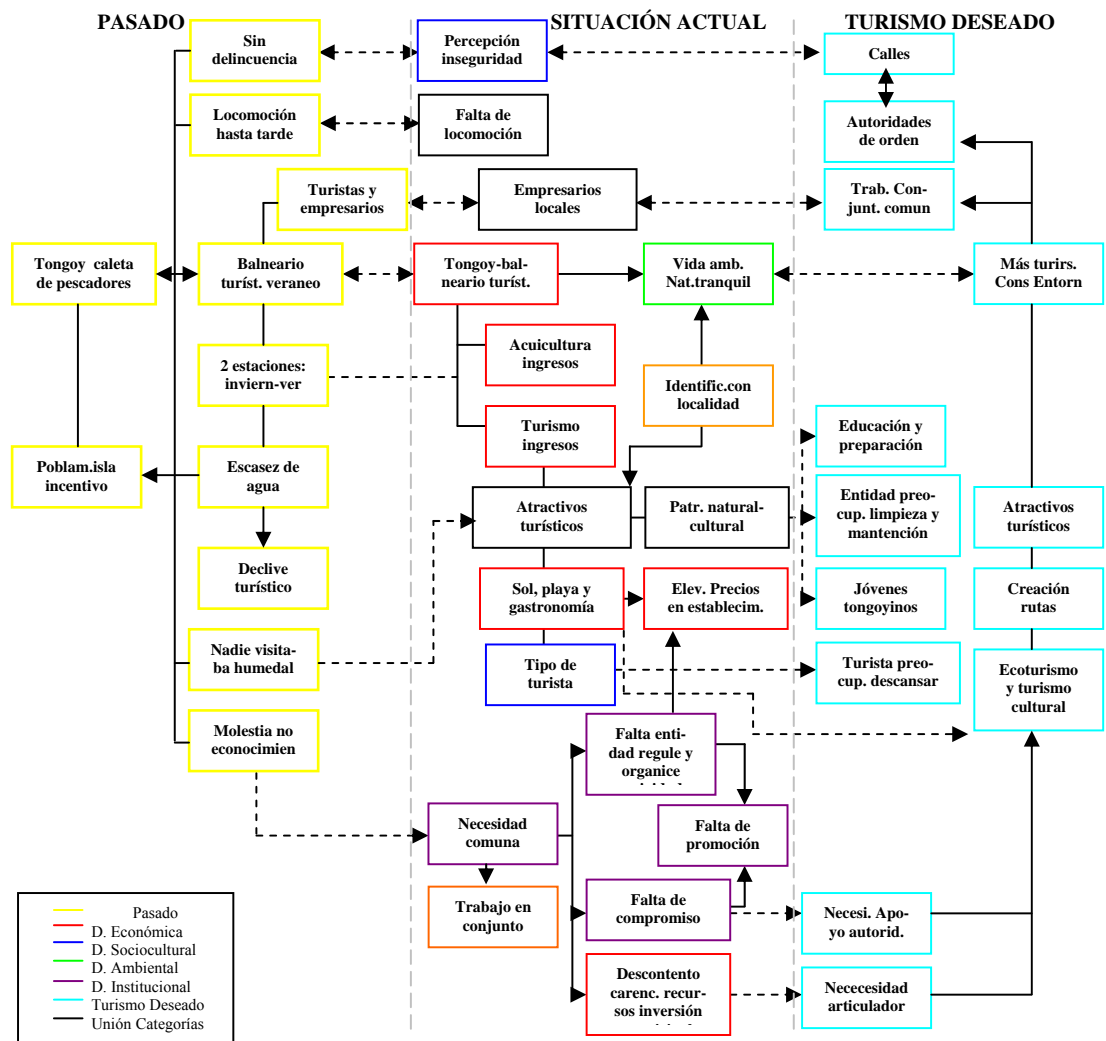 PASADO
SITUACIÓN ACTUAL
TURISMO DESEADO
Sin
delincuencia
Percepción
inseguridad
Calles
Locomoción
hasta tarde
Falta de
locomoción
Autoridades
de orden
Turistas y
empresarios
Empresarios
locales
Trab. Con-
junt. comun
Tongoy caleta
de pescadores
Balneario
turíst. veraneo
Tongoy-bal-
neario turíst.
Vida amb.
Nat.tranquil
Más turirs.
Cons Entorn
2 estaciones:
inviern-ver
Acuicultura
ingresos
Identific.con
localidad
Turismo
ingresos
Educación y
preparación
Poblam.isla
incentivo
Escasez de
agua
Atractivos
turísticos
Patr. natural-
cultural
Entidad preo-
cup. limpieza y
mantención
Atractivos
turísticos
Declive
turístico
Sol, playa y
gastronomía
Elev. Precios
en establecim.
Jóvenes
tongoyinos
Creación
rutas
Nadie visita-
ba humedal
Tipo de
turista
Turista preo-
cup. descansar
Ecoturismo
y turismo
cultural
Molestia no
econocimien
Falta enti-
dad regule y
organice
Necesidad
comuna
Falta de
promoción
Trabajo en
conjunto
Falta de
compromiso
Necesi. Apo-
yo autorid.
Descontento
carenc. recur-
sos inversión
Nececesidad
articulador
Pasado
D. Económica
D. Sociocultural
D. Ambiental
D. Institucional
Turismo Deseado
Unión Categorías